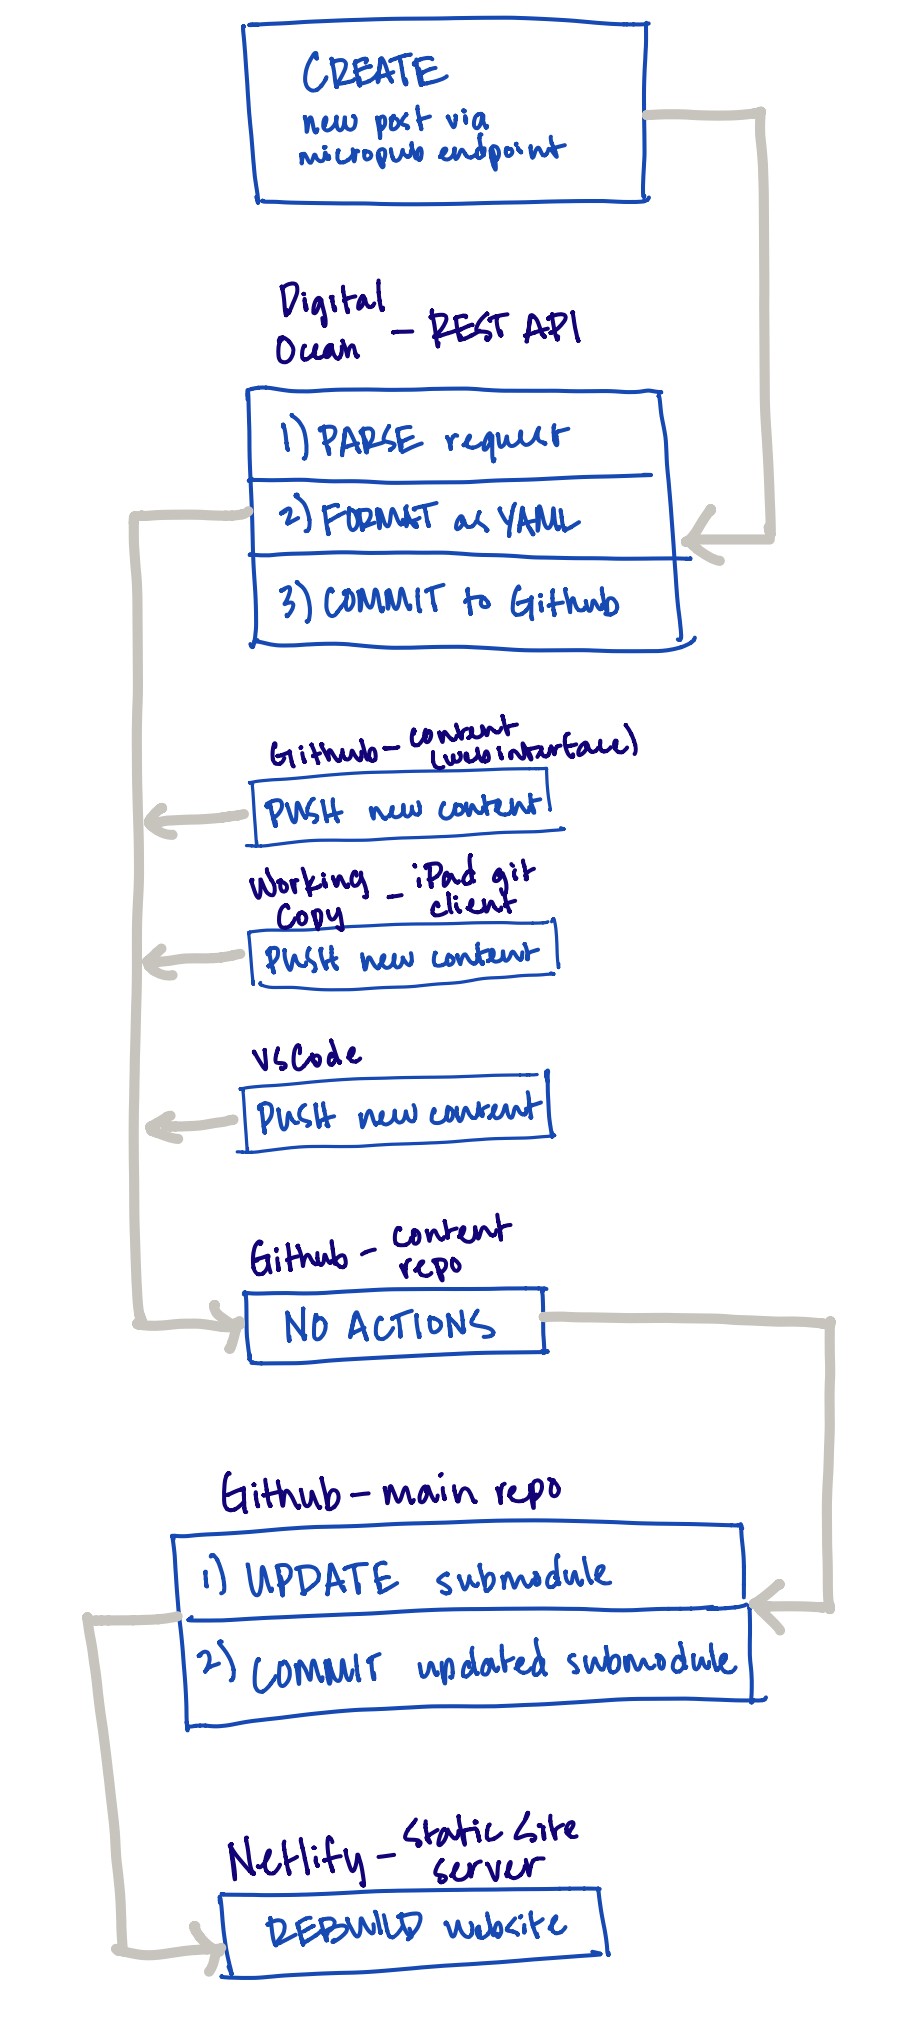 CREATE
new post via
micropub endpoint
Digital
Ocean – REST API
1) PARSE request
2) FORMAT as YAML
3) COMMIT to Github
Github – content
(web interface)
PUSH new content
Working – iPad git
Copy client
PUSH new content
VSCode
PUSH new content
Github – content
repo
NO ACTIONS
Github – main repo
1) UPDATE submodule
2) COMMIT updated submodule
Netlify – Static Site
server
REBUILD website